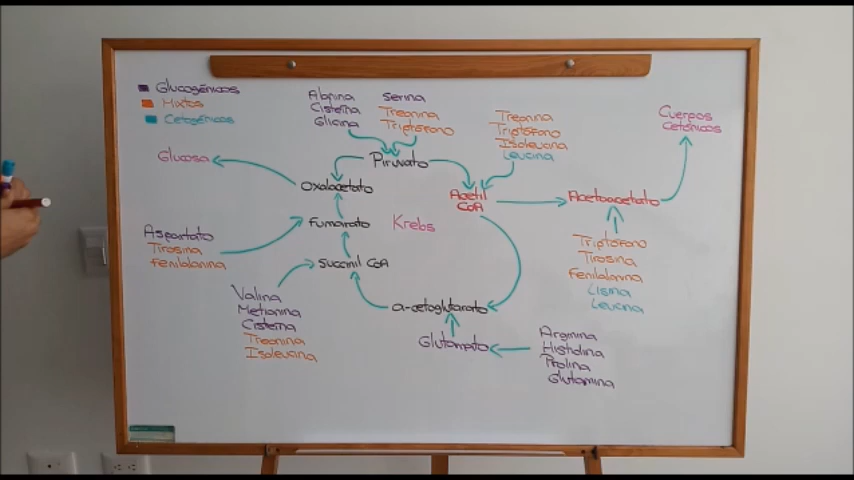 Glucogénicos
Mixtos
Cetogénicos
Alanina
Cisteína
Glicina
Serina
Treonina
Triptófano
Treonina
Triptófano
Isoleucina
Leucina
Cuerpos
cetónicos
Glucosa
Piruvato
Oxalacetato
Acetil
CoA
Acetoacetato
Fumarato
Krebs
Aspartato
Tirosina
Fenilalanina
Succinil CoA
Triptófano
Tirosina
Fenilalanina
Lisina
Leucina
Valina
Metionina
Cisteína
Treonina
Isoleucina
a-cetoglutarato
Glutamato
Arginina
Histidina
Prolina
Glutamina